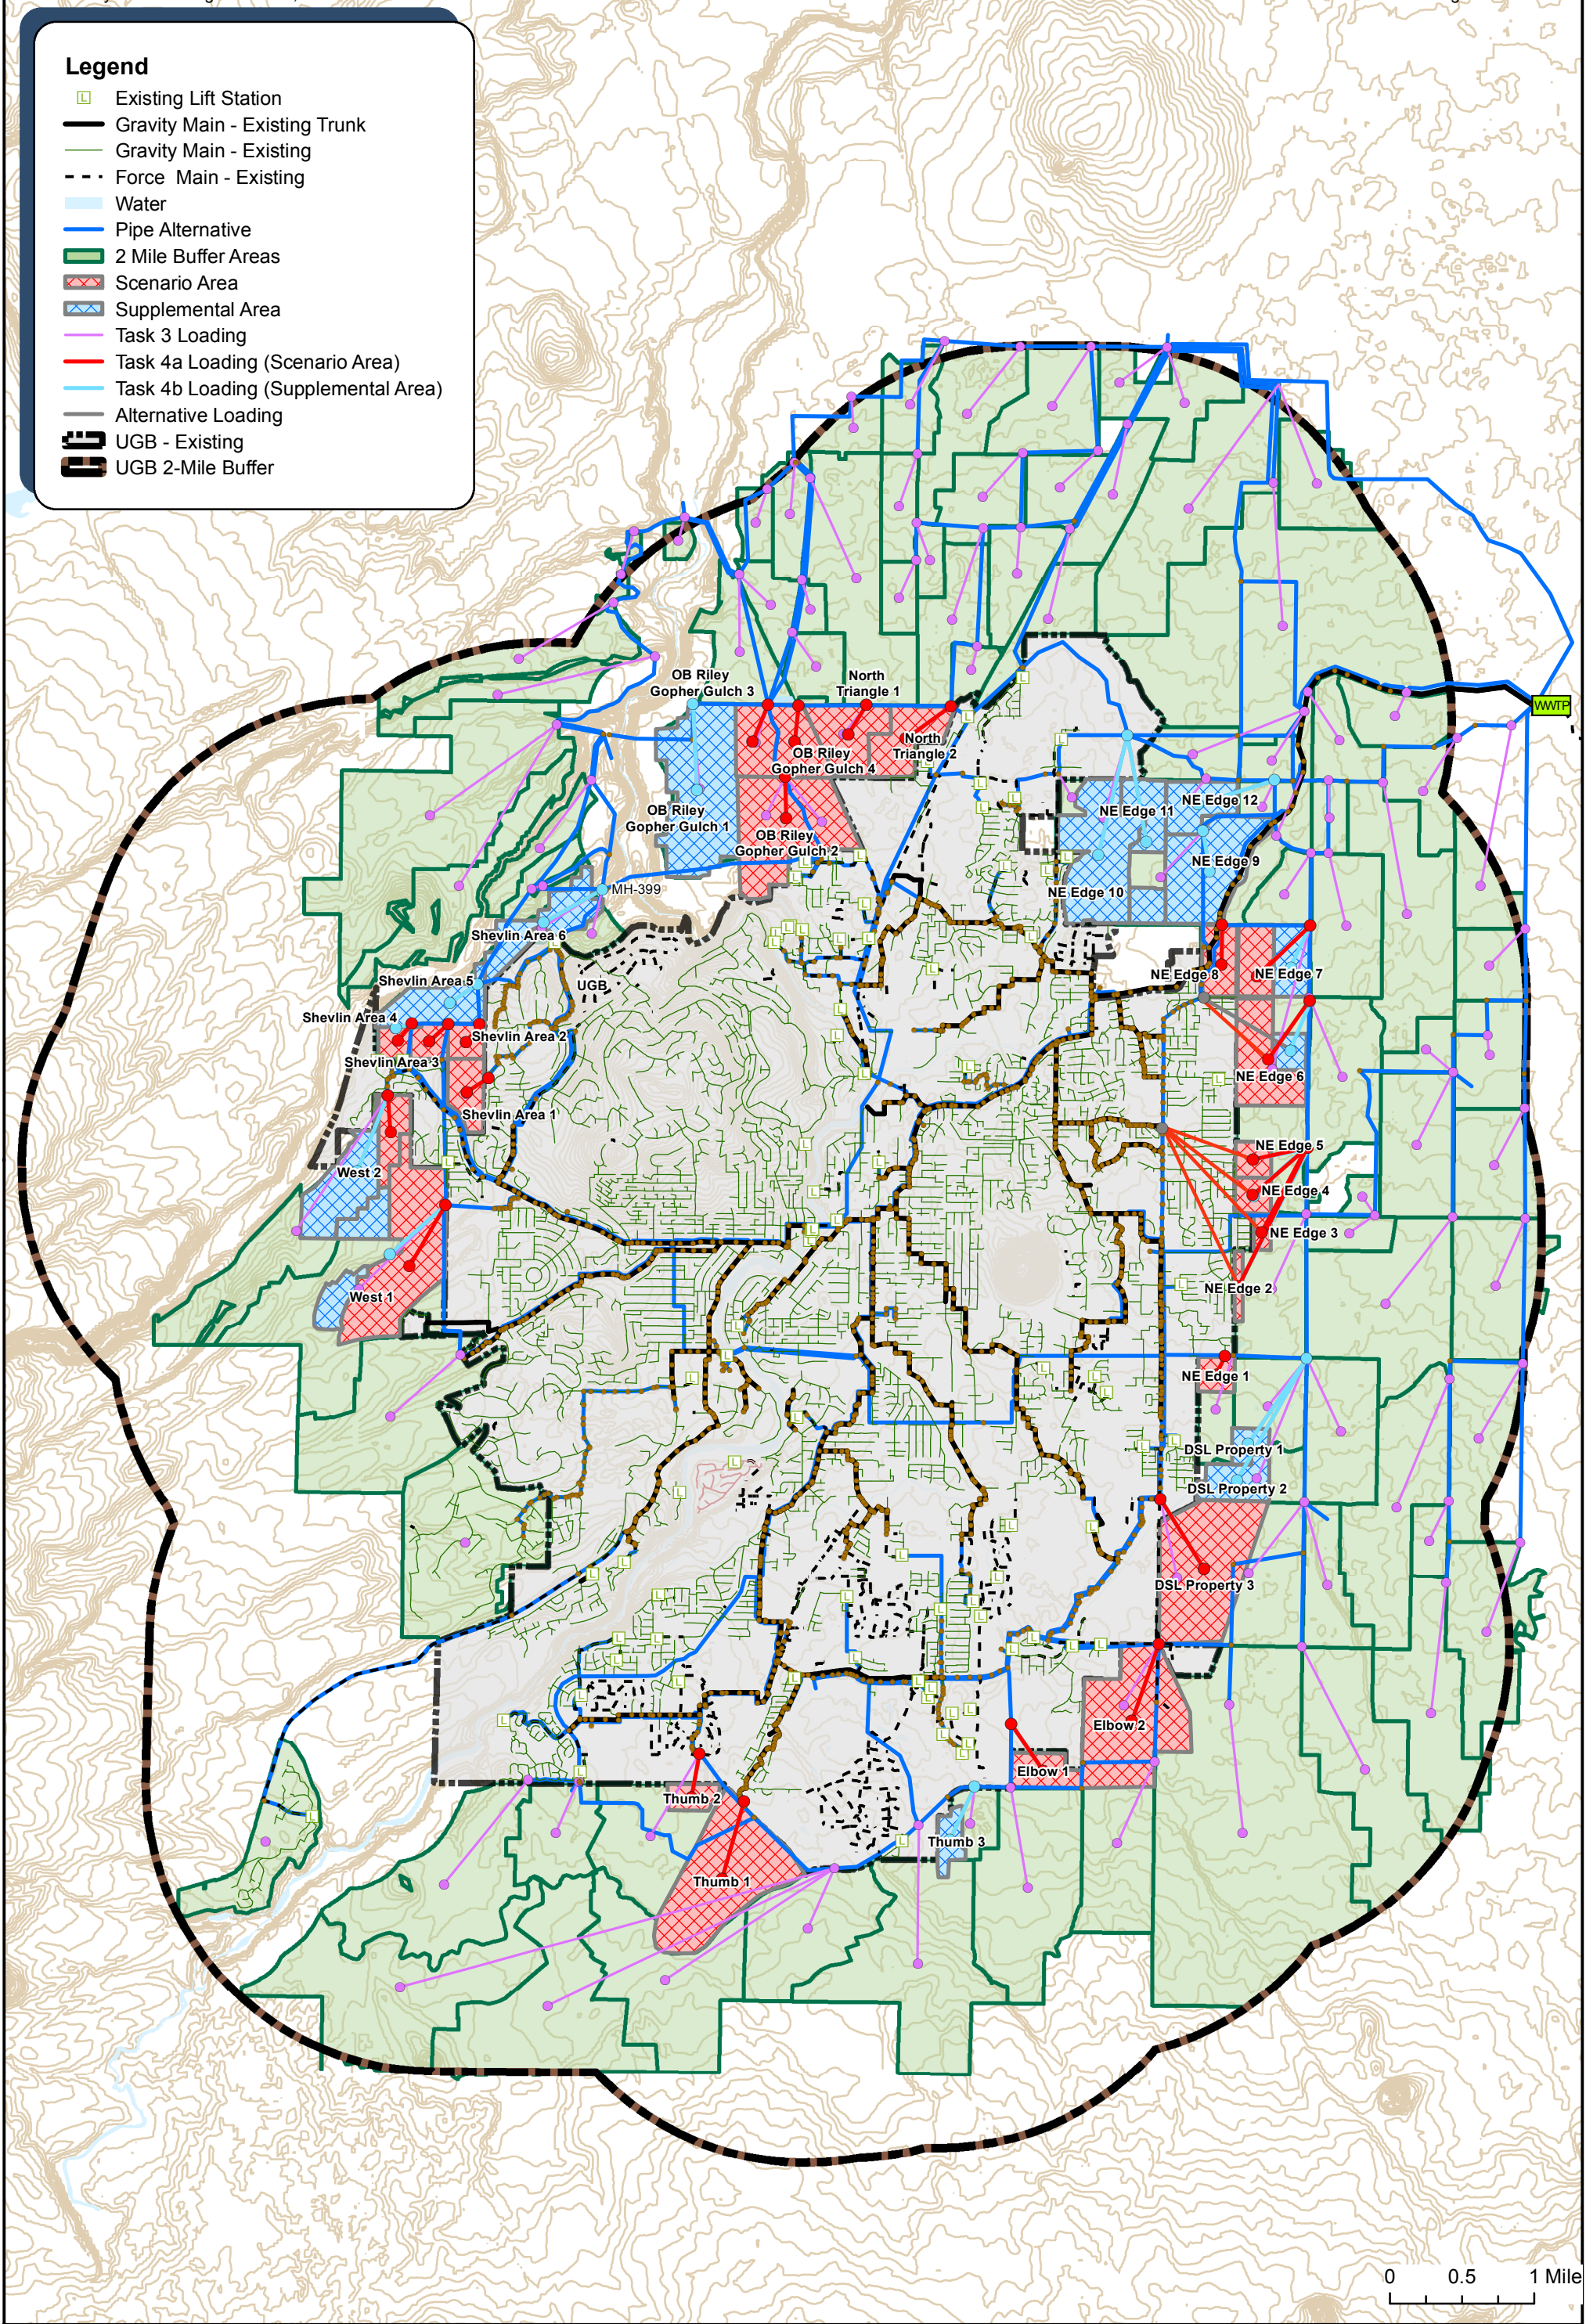 Legend
L Existing Lift Station
Gravity Main - Existing Trunk
Gravity Main - Existing
Force Main - Existing
Water
Pipe Alternative
2 Mile Buffer Areas
Scenario Area
Supplemental Area
Task 3 Loading
Task 4a Loading (Scenario Area)
Task 4b Loading (Supplemental Area)
Alternative Loading
UGB - Existing
UGB 2-Mile Buffer
OB Riley
Gopher Gulch 3
North
Triangle 1
WWTP
North
Triangle 2
OB Riley
Gopher Gulch 4
OB Riley
Gopher Gulch 1
OB Riley
Gopher Gulch 2
NE Edge 12
NE Edge 11
NE Edge 9
NE Edge 10
MH-399
Shevlin Area 6
NE Edge 8
NE Edge 7
Shevlin Area 5
UGB
Shevlin Area 4
Shevlin Area 2
Shevlin Area 3
NE Edge 6
Shevlin Area 1
NE Edge 5
West 2
NE Edge 4
NE Edge 3
NE Edge 2
West 1
NE Edge 1
DSL Property 1
DSL Property 2
DSL Property 3
Elbow 2
Elbow 1
Thumb 2
Thumb 3
Thumb 1
0 0.5 1 Mile